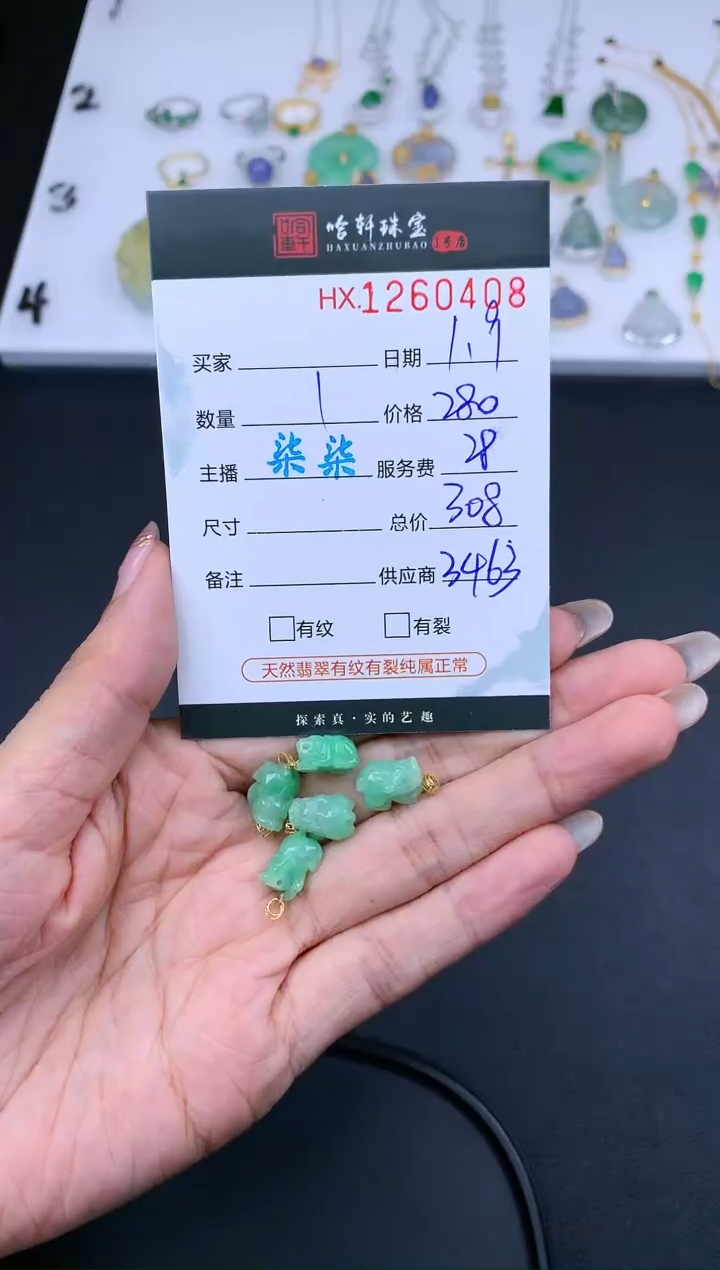 2
3
4
哈轩珠宝
HAXUANZHUBAO 1号店
HX.1260408
买家 日期 1.9
数量 1 价格 280
主播 柒柒 服务费 28
尺寸 总价 308
备注 供应商 3463
有纹 有裂
天然翡翠有纹有裂纯属正常
探索真·实的艺趣